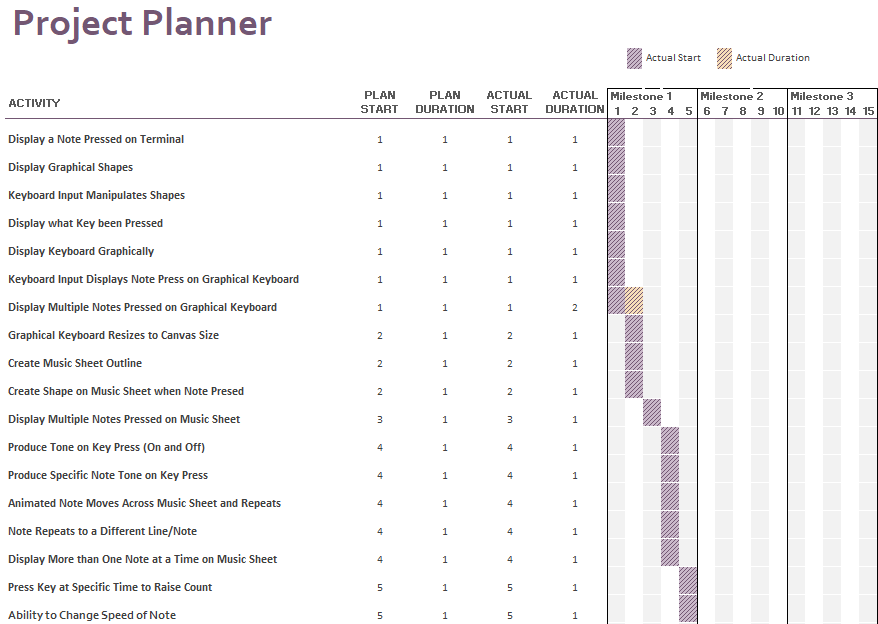 Project Planner
Actual Start Actual Duration
PLAN PLAN ACTUAL ACTUAL Milestone 1 Milestone 2 Milestone 3
ACTIVITY START DURATION START DURATION 1 2 3 4 5 6 7 8 9 10 11 12 13 14 15
Display a Note Pressed on Terminal 1 1 1 1
Display Graphical Shapes 1 1 1 1
Keyboard Input Manipulates Shapes 1 1 1 1
Display what Key been Pressed 1 1 1 1
Display Keyboard Graphically 1 1 1 1
Keyboard Input Displays Note Press on Graphical Keyboard 1 1 1 1
Display Multiple Notes Pressed on Graphical Keyboard 1 1 1 2
Graphical Keyboard Resizes to Canvas Size 2 1 2 1
Create Music Sheet Outline 2 1 2 1
Create Shape on Music Sheet when Note Presed 2 1 2 1
Display Multiple Notes Pressed on Music Sheet 3 1 3 1
Produce Tone on Key Press (On and Off) 4 1 4 1
Produce Specific Note Tone on Key Press 4 1 4 1
Animated Note Moves Across Music Sheet and Repeats 4 1 4 1
Note Repeats to a Different Line/Note 4 1 4 1
Display More than One Note at a Time on Music Sheet 4 1 4 1
Press Key at Specific Time to Raise Count 5 1 5 1
Ability to Change Speed of Note 5 1 5 1